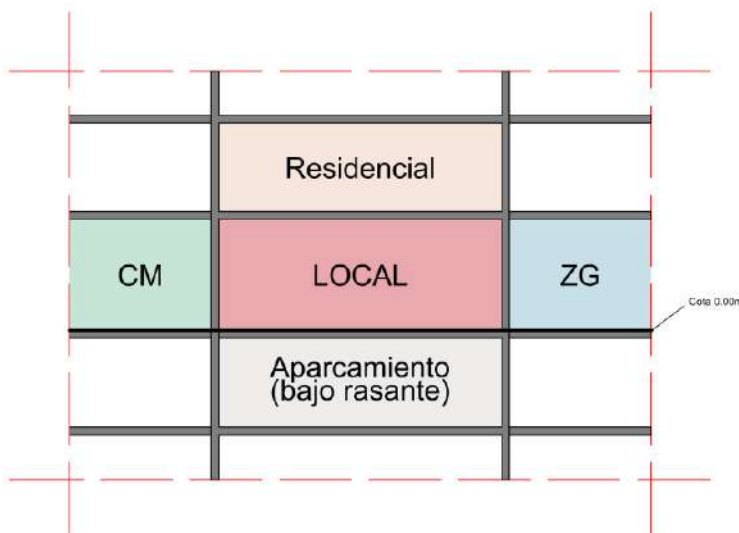 Residencial
CM
LOCAL
ZG
Cota 0.00m
Aparcamiento
(bajo rasante)